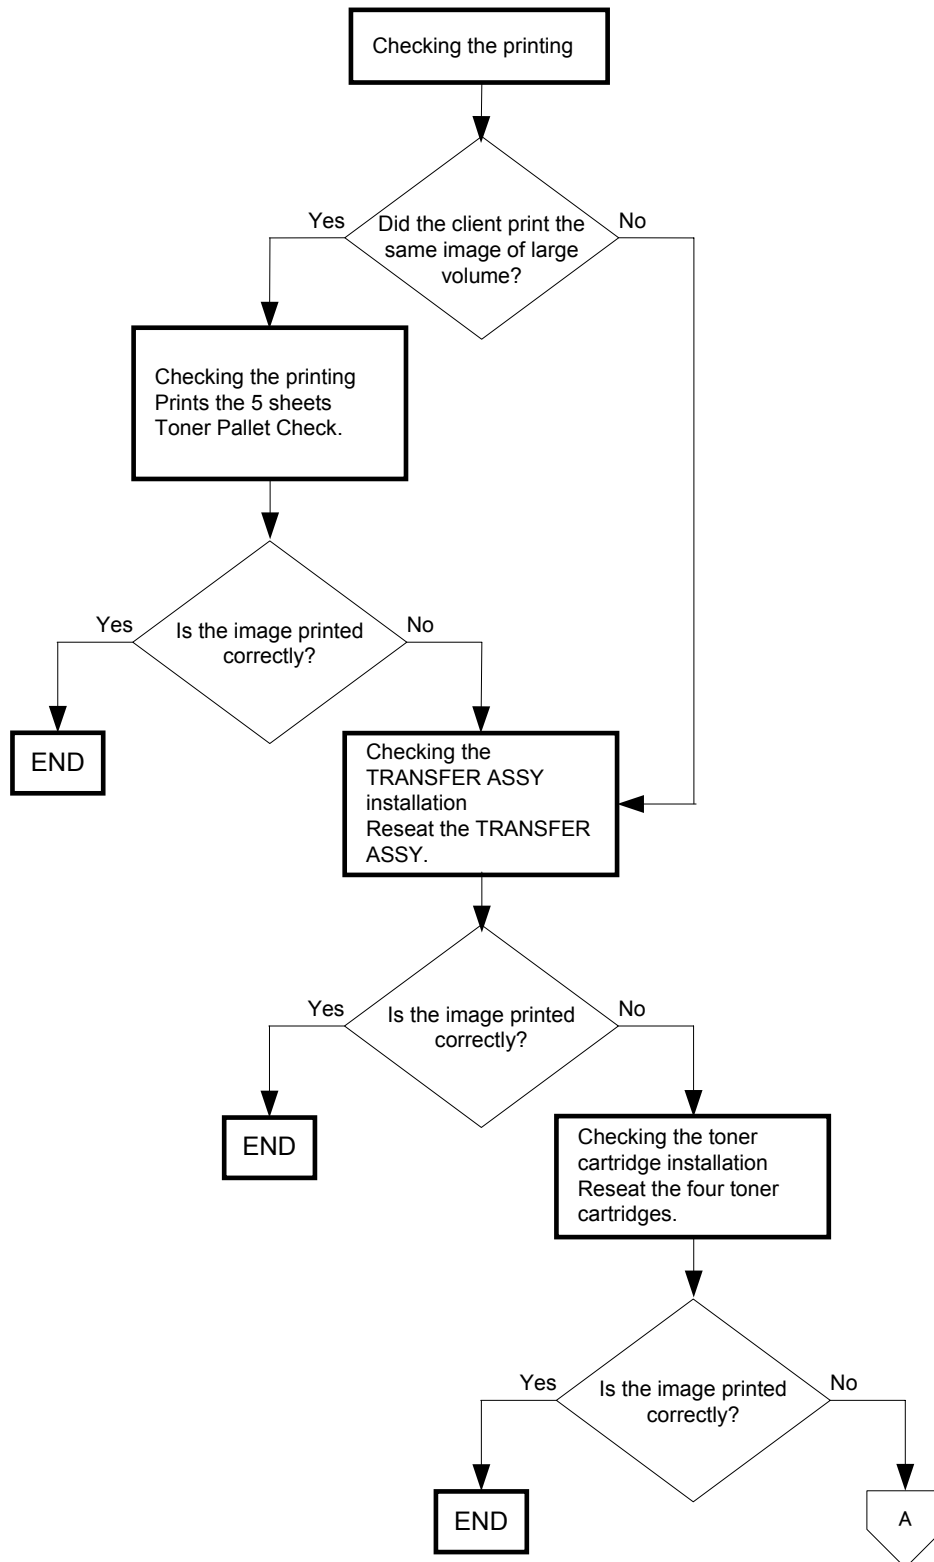 Checking the printing
Yes
Did the client print the
same image of large
volume?
No
Checking the printing
Prints the 5 sheets
Toner Pallet Check.
Yes
Is the image printed
correctly?
No
END
Checking the
TRANSFER ASSY
installation
Reseat the TRANSFER
ASSY.
Yes
Is the image printed
correctly?
No
END
Checking the toner
cartridge installation
Reseat the four toner
cartridges.
Yes
Is the image printed
correctly?
No
END
A